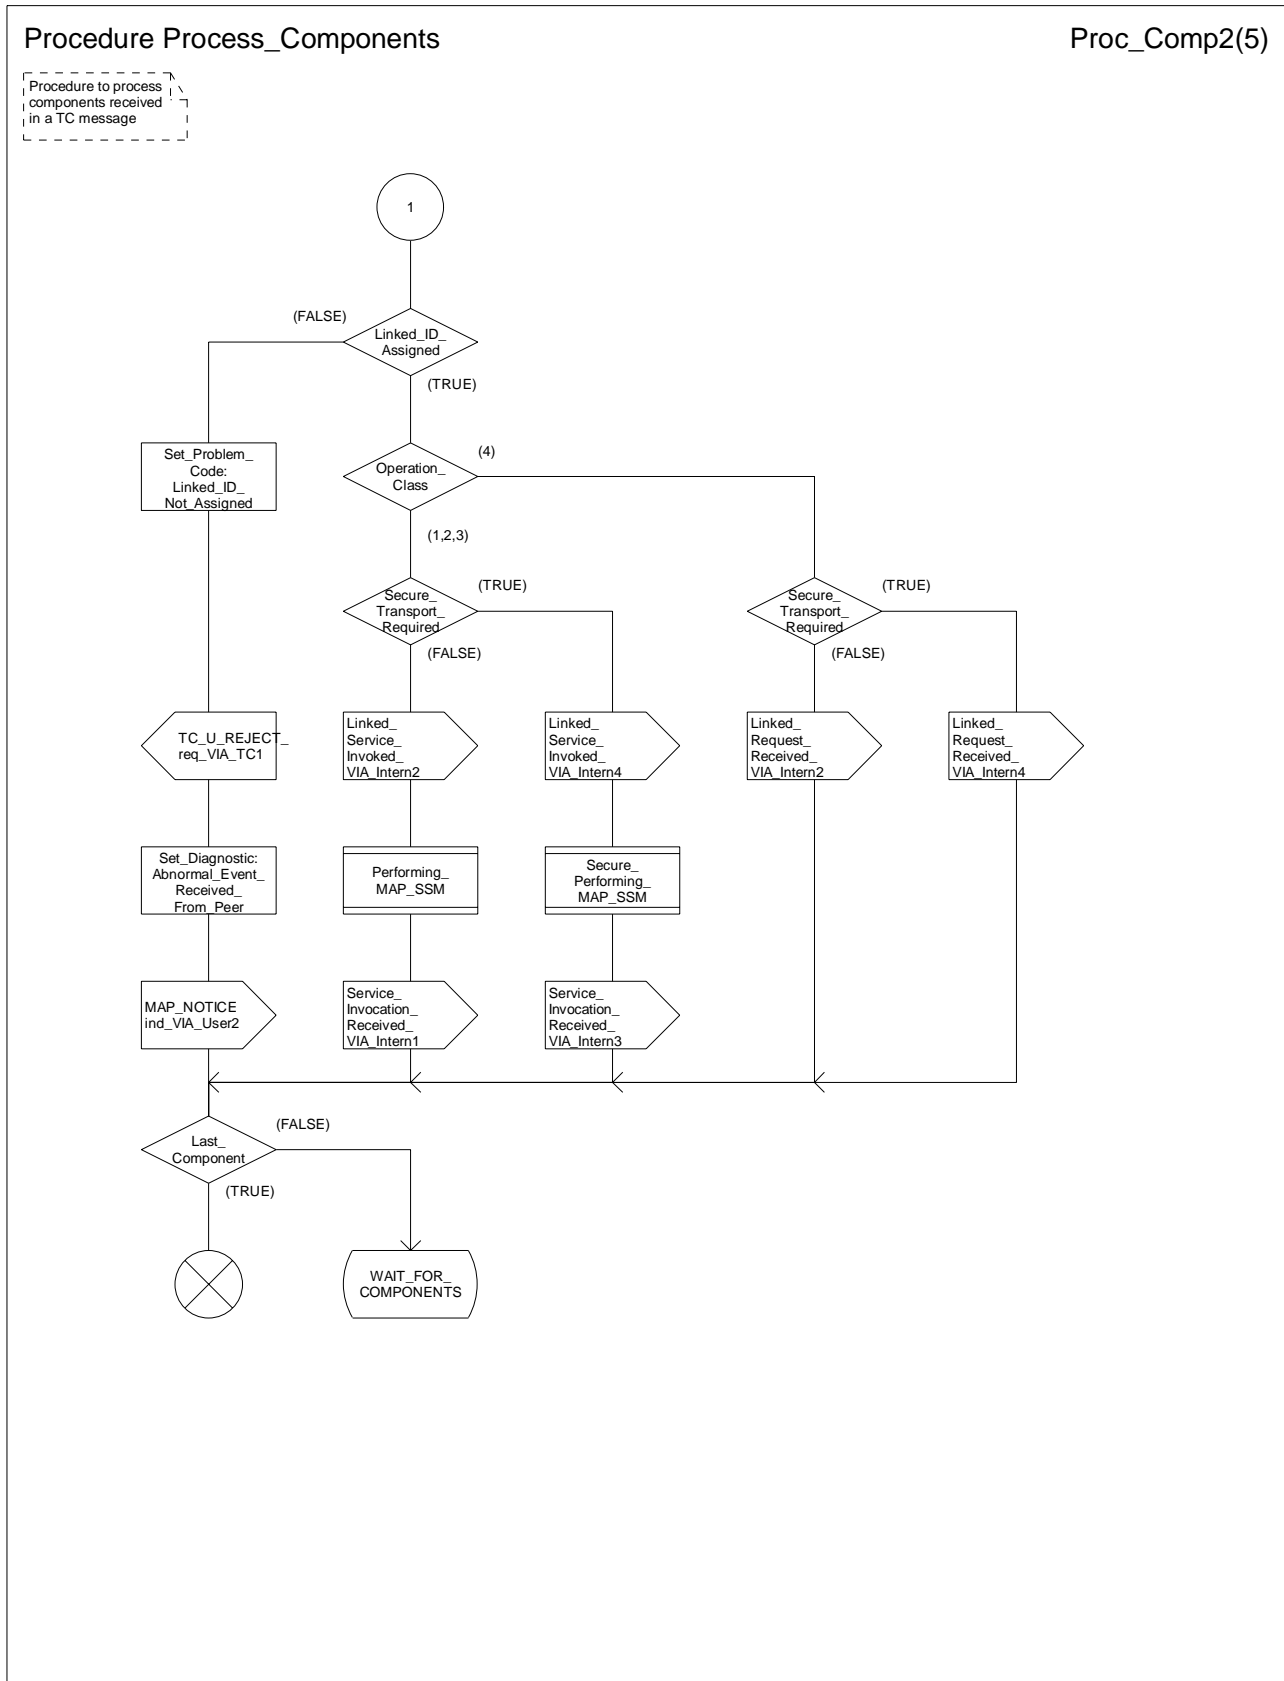 Procedure Process_Components
Proc_Comp2(5)
Procedure to process
components received
in a TC message
1
(FALSE)
Linked_ID_
Assigned
(TRUE)
Set_Problem_
Code:
Linked_ID_
Not_Assigned
Operation_
Class
(4)
(1,2,3)
Secure_
Transport_
Required
(TRUE)
(FALSE)
Secure_
Transport_
Required
(TRUE)
(FALSE)
TC_U_REJECT_
req_VIA_TC1
Linked_
Service_
Invoked_
VIA_Intern2
Linked_
Service_
Invoked_
VIA_Intern4
Linked_
Request_
Received_
VIA_Intern2
Linked_
Request_
Received_
VIA_Intern4
Set_Diagnostic:
Abnormal_Event_
Received_
From_Peer
Performing_
MAP_SSM
Secure_
Performing_
MAP_SSM
MAP_NOTICE
ind_VIA_User2
Service_
Invocation_
Received_
VIA_Intern1
Service_
Invocation_
Received_
VIA_Intern3
Last_
Component
(FALSE)
(TRUE)
WAIT_FOR_
COMPONENTS